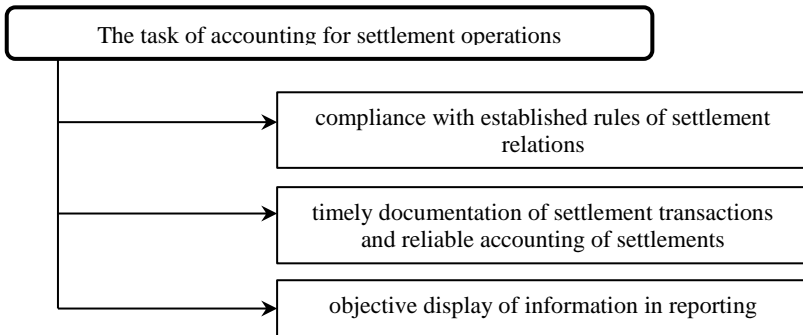 The task of accounting for settlement operations
compliance with established rules of settlement
relations
timely documentation of settlement transactions
and reliable accounting of settlements
objective display of information in reporting